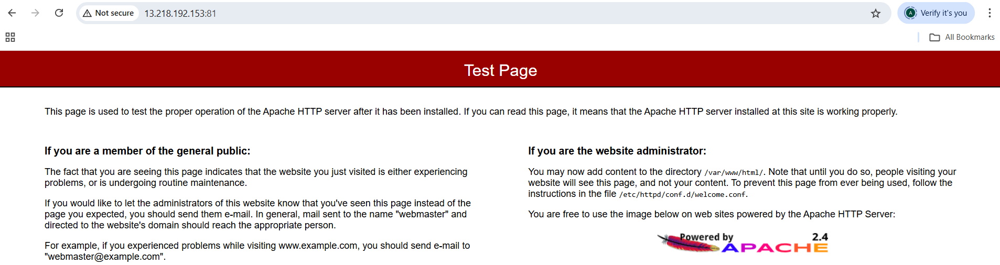 Not secure
13.218.192.153:81
A
Verify it's you
All Bookmarks
Test Page
This page is used to test the proper operation of the Apache HTTP server after it has been installed. If you can read this page, it means that the Apache HTTP server installed at this site is working properly.
If you are a member of the general public:
The fact that you are seeing this page indicates that the website you just visited is either experiencing
problems, or is undergoing routine maintenance.
If you would like to let the administrators of this website know that you've seen this page instead of the
page you expected, you should send them e-mail. In general, mail sent to the name "webmaster" and
directed to the website's domain should reach the appropriate person.
For example, if you experienced problems while visiting www.example.com, you should send e-mail to
"webmaster@example.com".
If you are the website administrator:
You may now add content to the directory /var/www/html/. Note that until you do so, people visiting your
website will see this page, and not your content. To prevent this page from ever being used, follow the
instructions in the file /etc/httpd/conf.d/welcome.conf.
You are free to use the image below on web sites powered by the Apache HTTP Server:
Powered by 2.4
APACHE